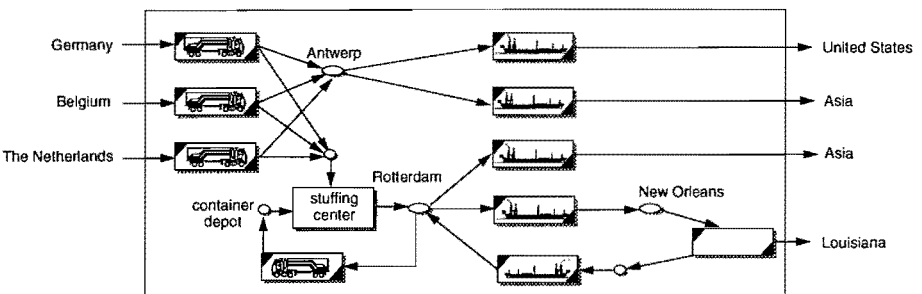 Germany
Antwerp
United States
Belgium
Asia
The Netherlands
Asia
Rotterdam
New Orleans
container
depot
stuffing
center
Louisiana